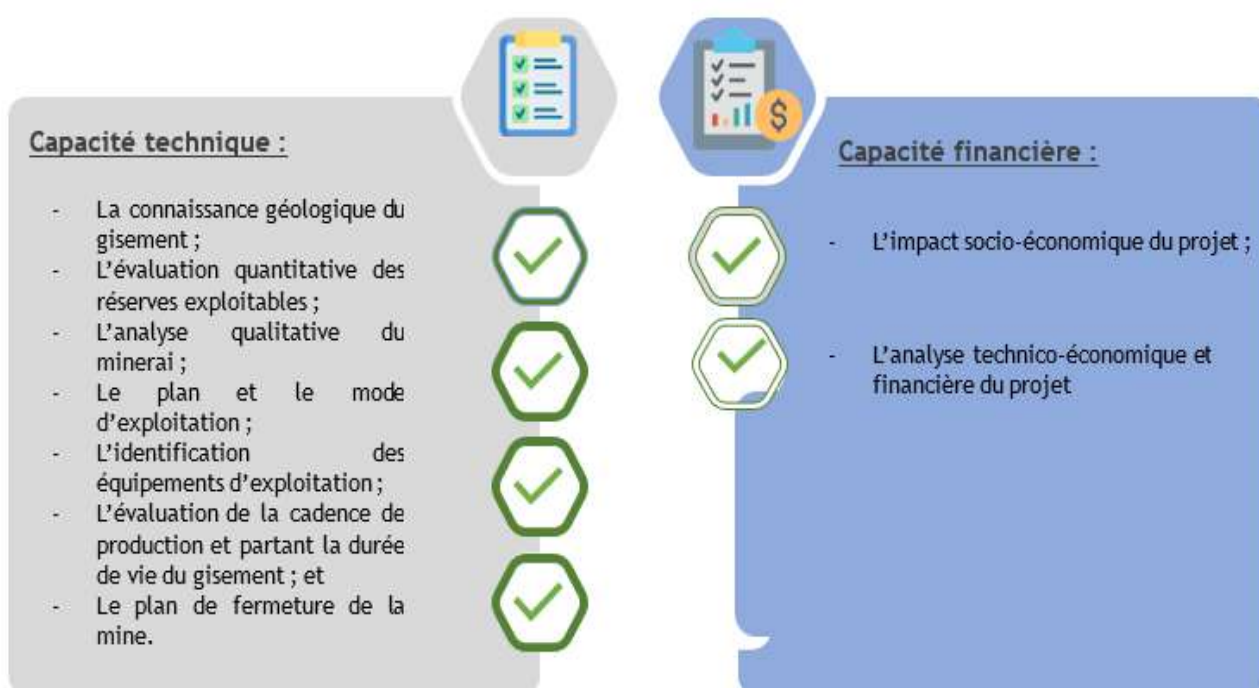 Capacité technique :
- La connaissance géologique du
gisement ;
- L'évaluation quantitative des
réserves exploitables ;
- L'analyse qualitative du
minerai ;
- Le plan et le mode
d'exploitation ;
- L'identification des
équipements d'exploitation ;
- L'évaluation de la cadence de
production et partant la durée
de vie du gisement ; et
- Le plan de fermeture de la
mine.
$
Capacité financière :
- L'impact socio-économique du projet ;
- L'analyse technico-économique et
financière du projet